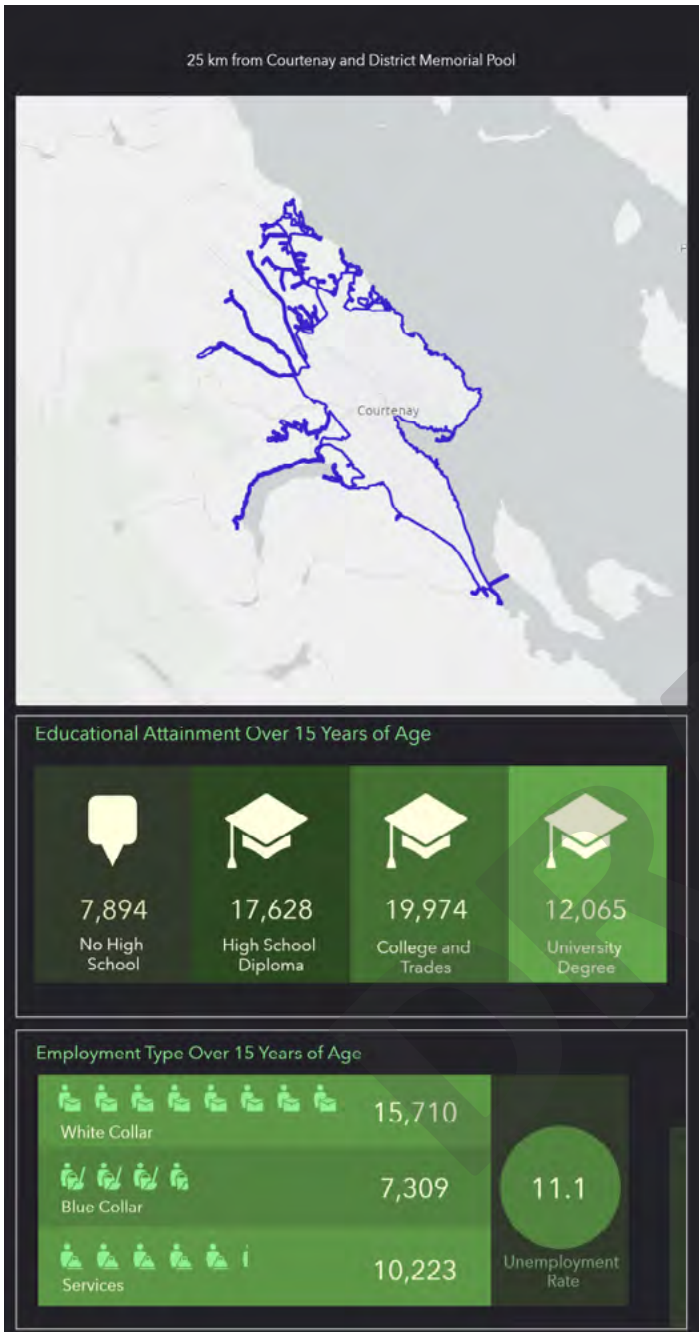 25 km from Courtenay and District Memorial Pool
Courtenay
Educational Attainment Over 15 Years of Age
7,894
No High
School
17,628
High School
Diploma
19,974
College and
Trades
12,065
University
Degree
Employment Type Over 15 Years of Age
15,710
White Collar
7,309
Blue Collar
10,223
Services
11.1
Unemployment
Rate